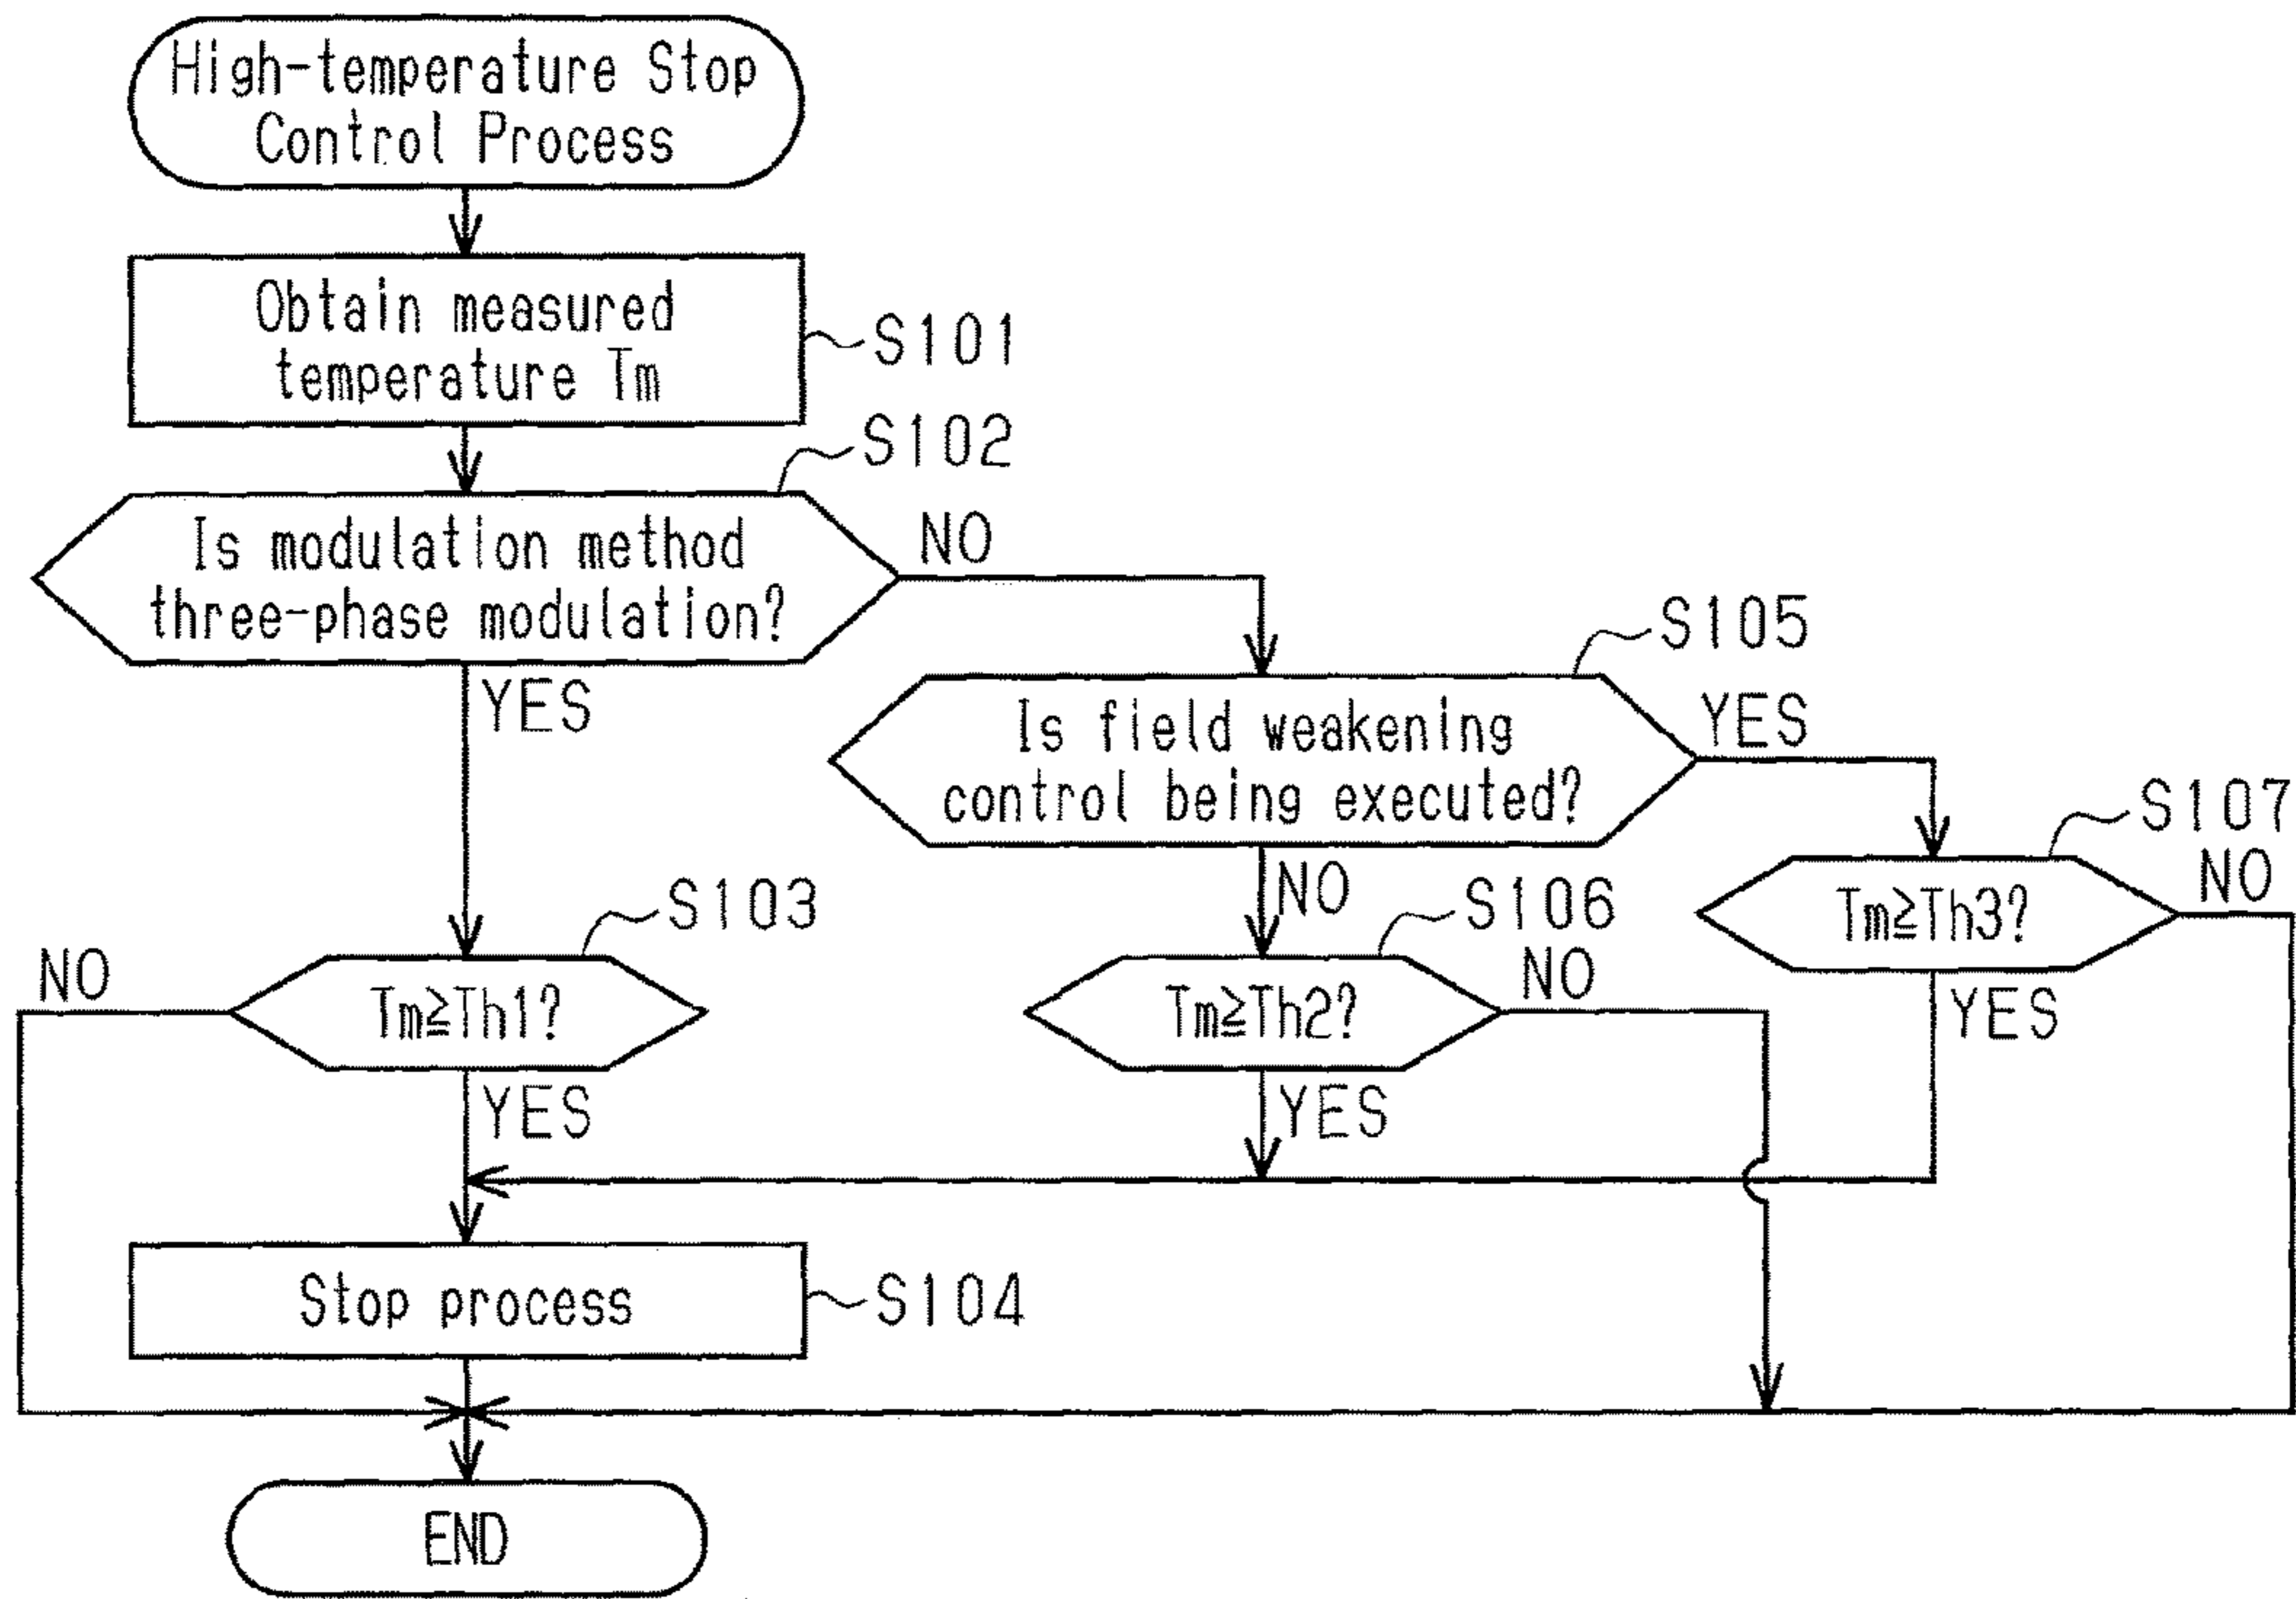 High-temperature Stop
Control Process
Obtain measured
temperature Tm
S101
S102
Is modulation method
three-phase modulation?
NO
YES
S105
Is field weakening
control being executed?
YES
NO
S107
Tm≧Th3?
NO
YES
S103
Tm≧Th1?
NO
YES
S106
Tm≧Th2?
NO
YES
Stop process
S104
END